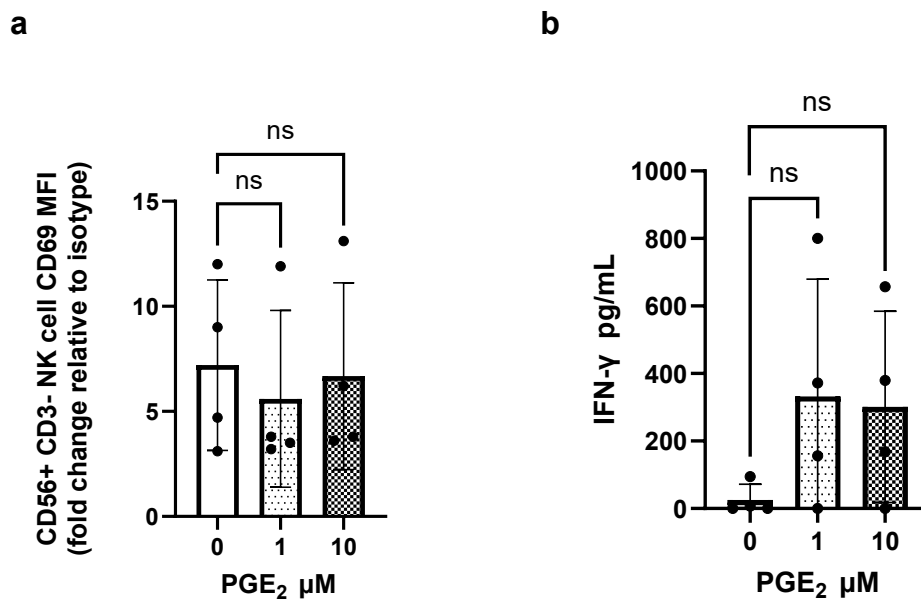 a
CD56+ CD3- NK cell CD69 MFI
(fold change relative to isotype)
15
10
5
0
ns
ns
0
1
10
PGE₂ µM
b
IFN-γ pg/mL
1000
800
600
400
200
0
ns
ns
0
1
10
PGE₂ µM